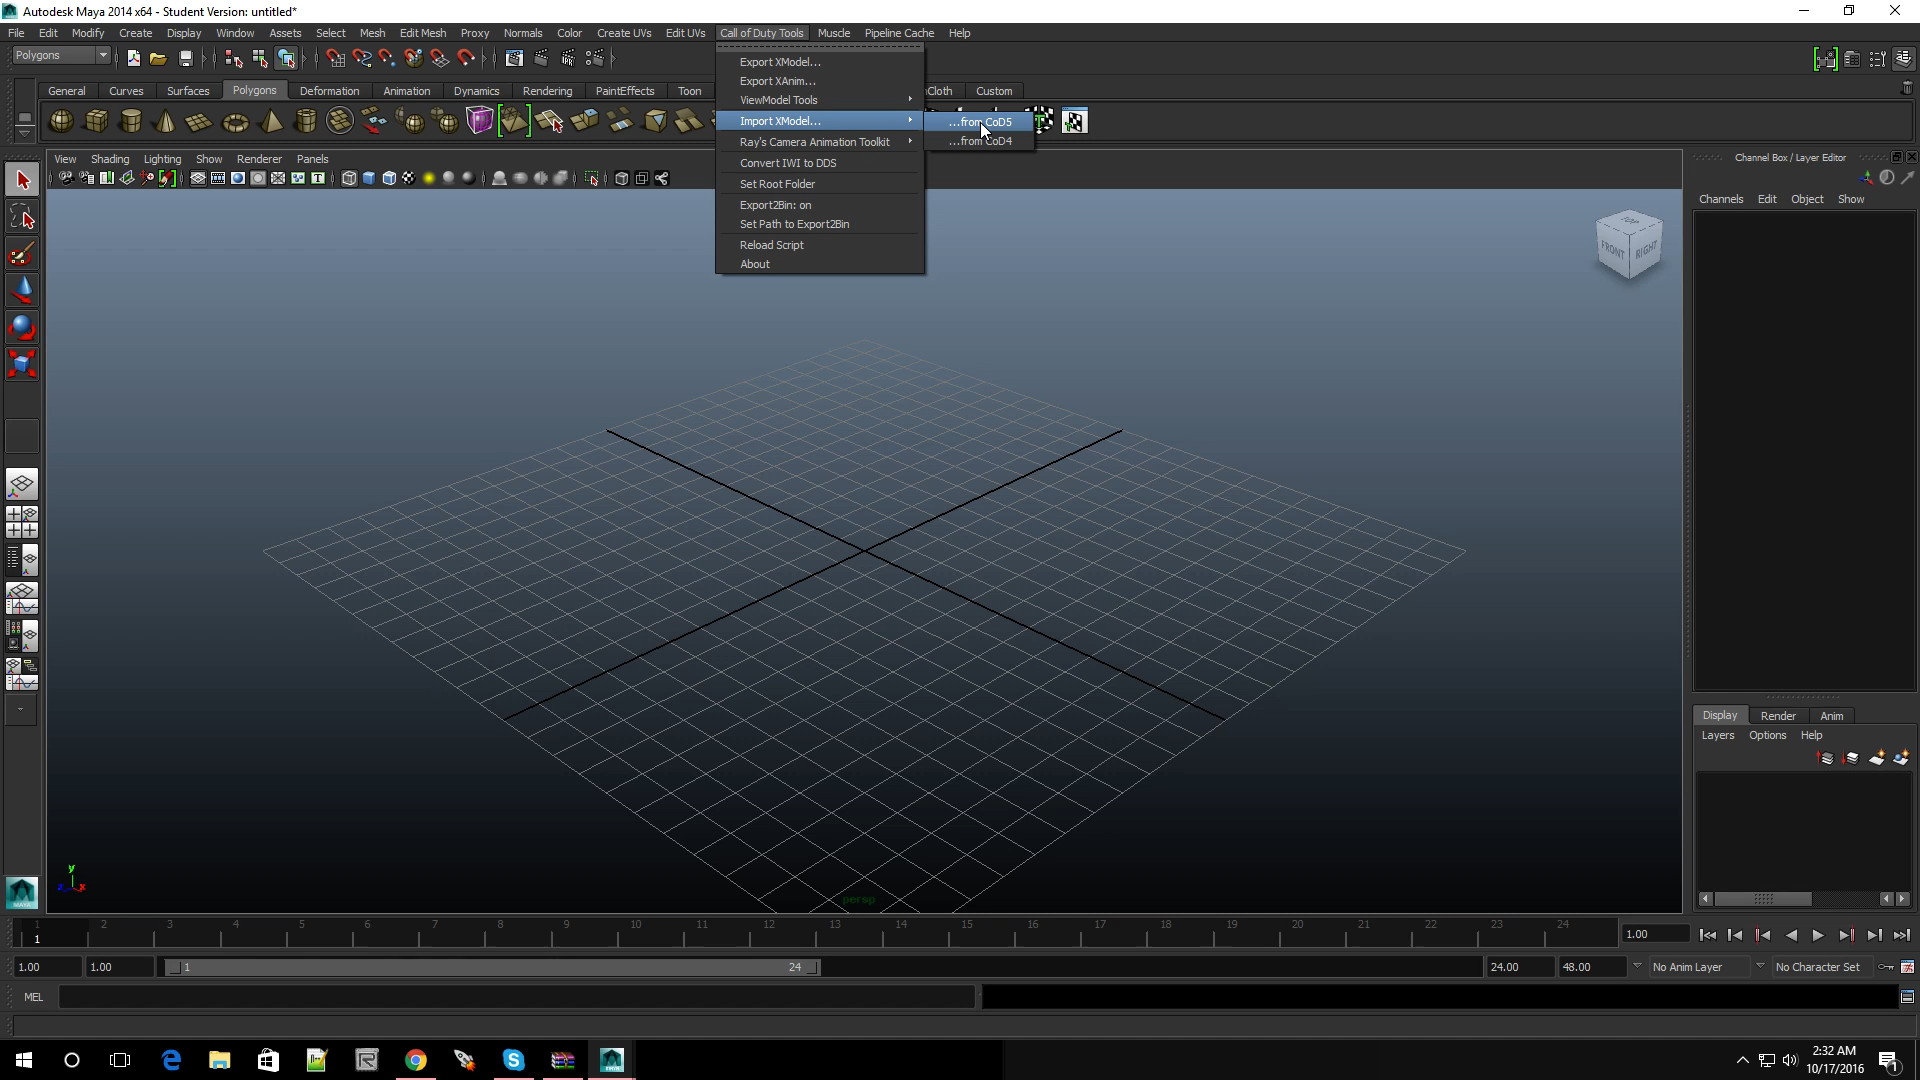 Autodesk Maya 2014 x64 - Student Version: untitled*
File Edit Modify Create Display Window Assets Select Mesh Edit Mesh Proxy Normals Color Create UVs Edit UVs Call of Duty Tools Muscle Pipeline Cache Help
Polygons
General Curves Surfaces Polygons Deformation Animation Dynamics Rendering PaintEffects Toon Cloth Custom
Export XModel...
Export XAnim...
ViewModel Tools
Import XModel...
Ray's Camera Animation Toolkit
Convert IWI to DDS
Set Root Folder
Export2Bin: on
Set Path to Export2Bin
Reload Script
About
...from CoD5
...from CoD4
View Shading Lighting Show Renderer Panels
TOP
FRONT RIGHT
Channel Box / Layer Editor
Channels Edit Object Show
Display Render Anim
Layers Options Help
y
z x
persp
MAYA
1 2 3 4 5 6 7 8 9 10 11 12 13 14 15 16 17 18 19 20 21 22 23 24
1
1.00
1.00 1.00 1 24 24.00 48.00 No Anim Layer No Character Set
MEL
2:32 AM
10/17/2016
1